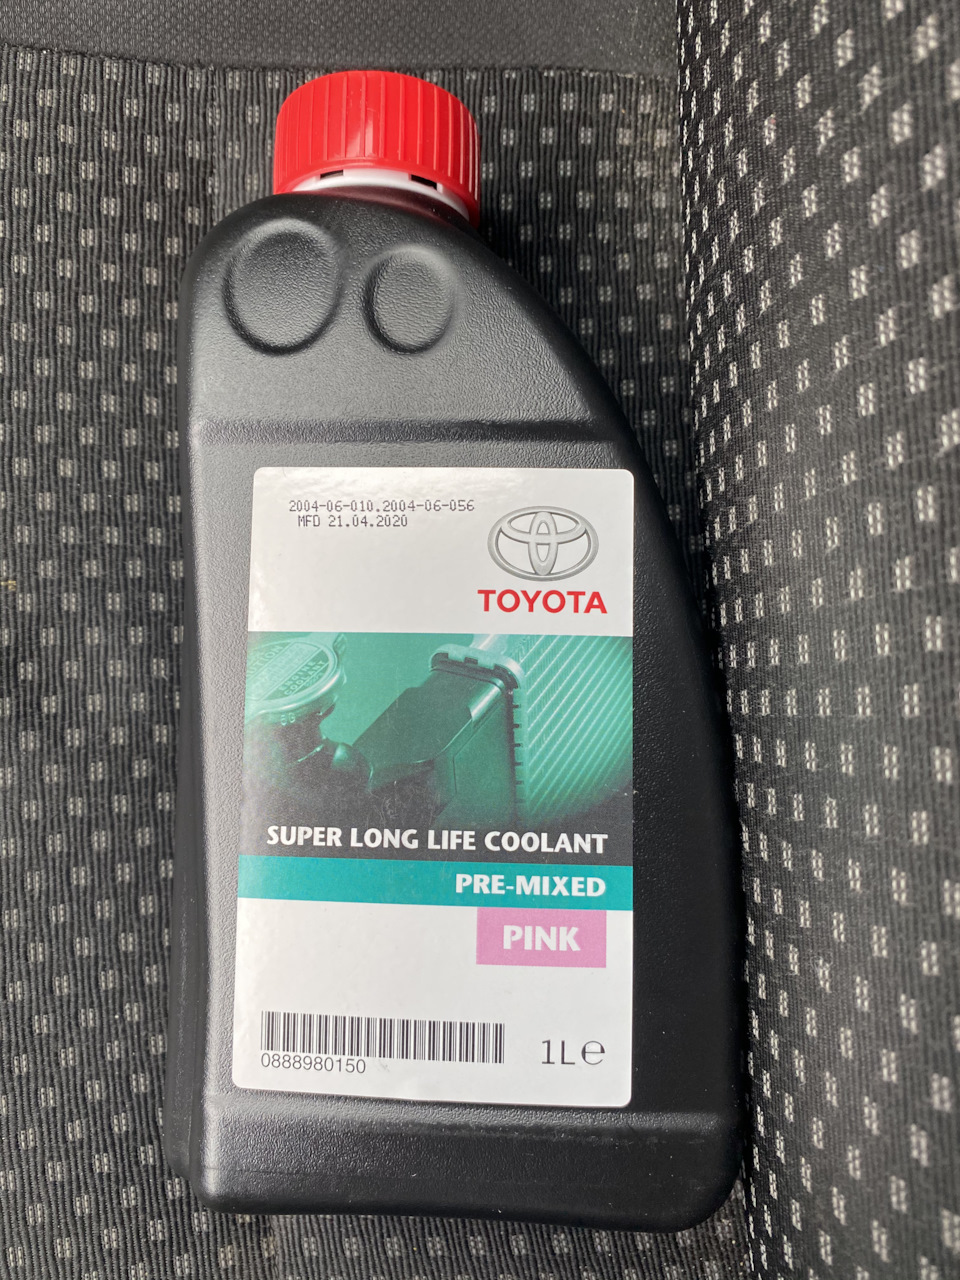 2004-06-010.2004-06-056
MFD 21.04.2020
TOYOTA
SUPER LONG LIFE COOLANT
PRE-MIXED
PINK
0888980150
1L℮